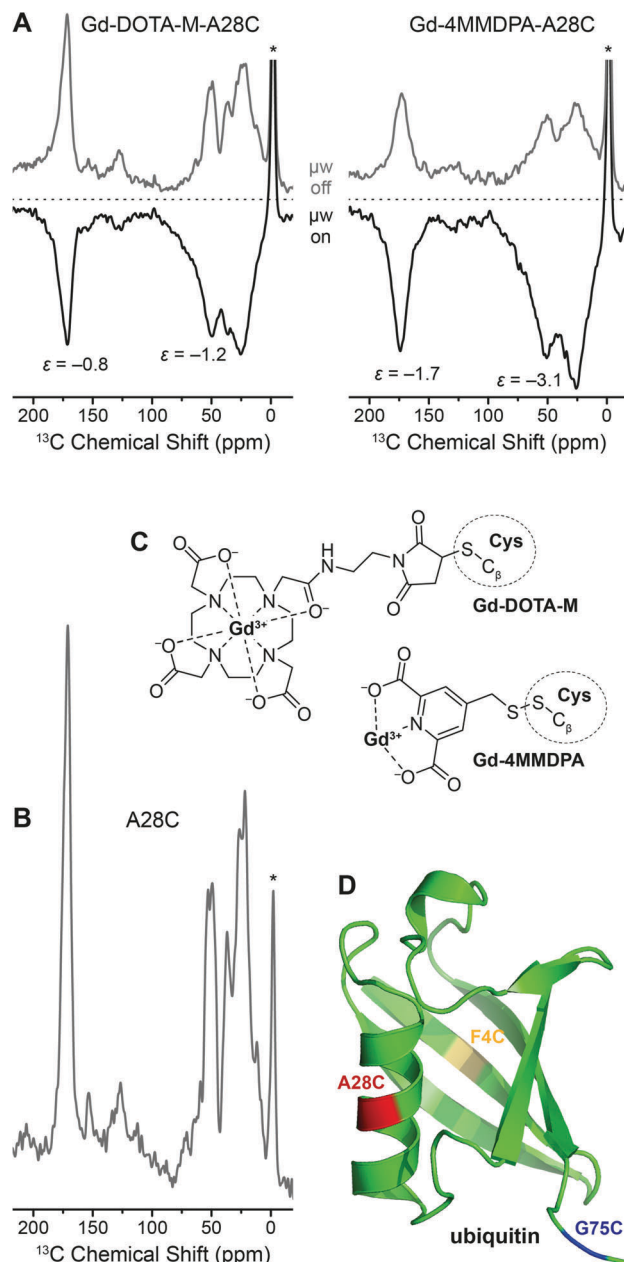 A
Gd-DOTA-M-A28C
Gd-4MMDPA-A28C
*
*
μw
off
μw
on
ε = –0.8
ε = –1.2
ε = –1.7
ε = –3.1
200 150 100 50 0
200 150 100 50 0
¹³C Chemical Shift (ppm)
¹³C Chemical Shift (ppm)
C
O
O⁻
H
N
O
N
O
S
Cys
C_β
Gd-DOTA-M
N
N
O⁻
⁻O
Gd³⁺
O
N
N
O⁻
O
O
⁻O
N
Gd³⁺
⁻O
O
S
S
Cys
C_β
Gd-4MMDPA
B
A28C
*
200 150 100 50 0
¹³C Chemical Shift (ppm)
D
F4C
A28C
ubiquitin
G75C